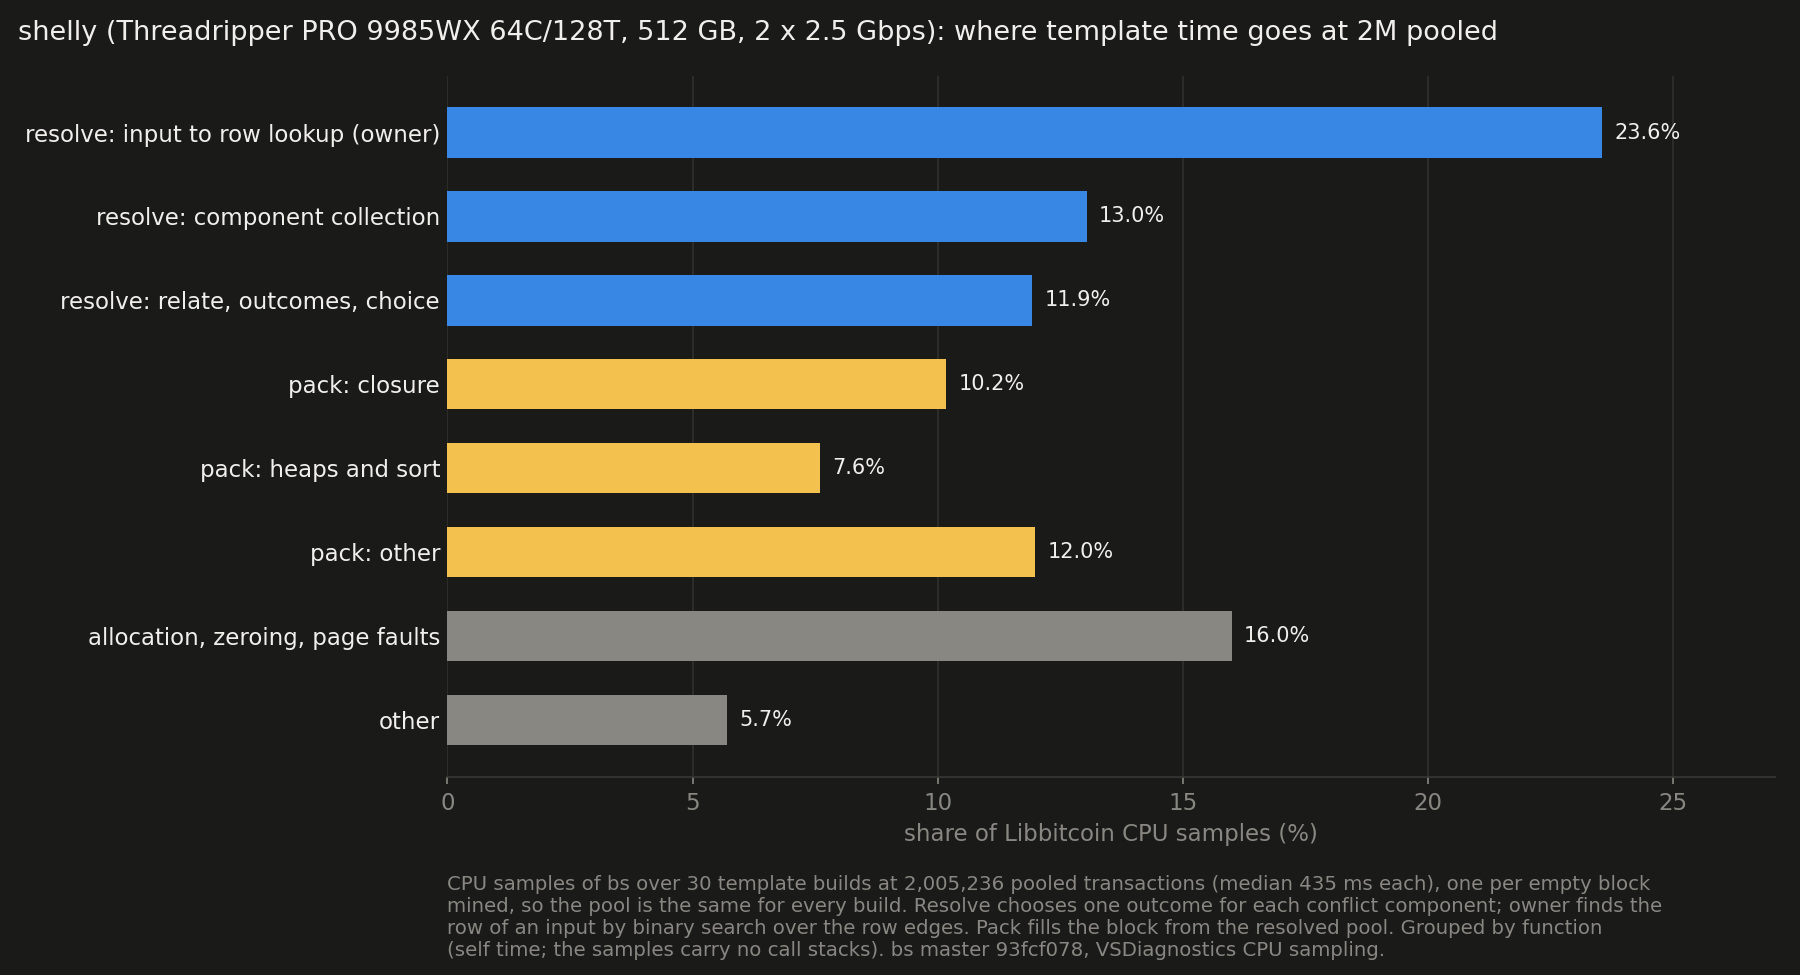 shelly (Threadripper PRO 9985WX 64C/128T, 512 GB, 2 x 2.5 Gbps): where template time goes at 2M pooled
resolve: input to row lookup (owner)
23.6%
resolve: component collection
13.0%
resolve: relate, outcomes, choice
11.9%
pack: closure
10.2%
pack: heaps and sort
7.6%
pack: other
12.0%
allocation, zeroing, page faults
16.0%
other
5.7%
0 5 10 15 20 25
share of Libbitcoin CPU samples (%)
CPU samples of bs over 30 template builds at 2,005,236 pooled transactions (median 435 ms each), one per empty block
mined, so the pool is the same for every build. Resolve chooses one outcome for each conflict component; owner finds the
row of an input by binary search over the row edges. Pack fills the block from the resolved pool. Grouped by function
(self time; the samples carry no call stacks). bs master 93fcf078, VSDiagnostics CPU sampling.